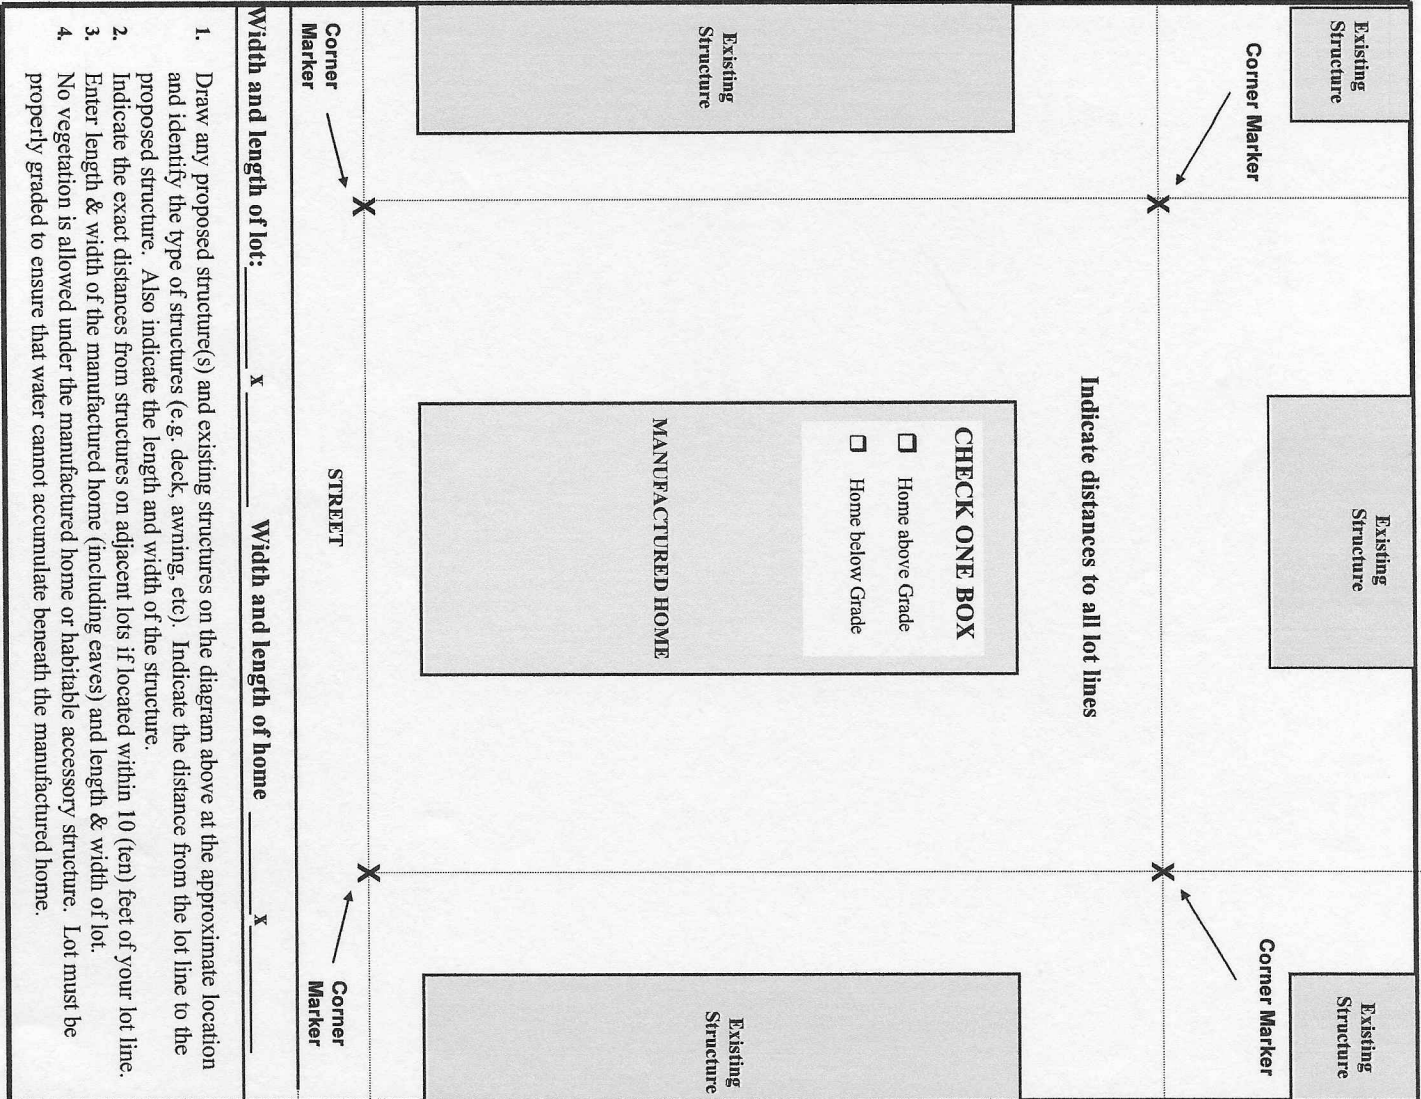 Existing
Structure
Existing
Structure
Existing
Structure
Corner Marker
Corner Marker
Indicate distances to all lot lines
X
X
CHECK ONE BOX
☐ Home above Grade
☐ Home below Grade
Existing
Structure
MANUFACTURED HOME
Existing
Structure
X
X
Corner
Marker
STREET
Corner
Marker
Width and length of lot: ______ x ______ Width and length of home ______ x ______
1. Draw any proposed structure(s) and existing structures on the diagram above at the approximate location
and identify the type of structures (e.g. deck, awning, etc). Indicate the distance from the lot line to the
proposed structure. Also indicate the length and width of the structure.
2. Indicate the exact distances from structures on adjacent lots if located within 10 (ten) feet of your lot line.
3. Enter length & width of the manufactured home (including eaves) and length & width of lot.
4. No vegetation is allowed under the manufactured home or habitable accessory structure. Lot must be
properly graded to ensure that water cannot accumulate beneath the manufactured home.